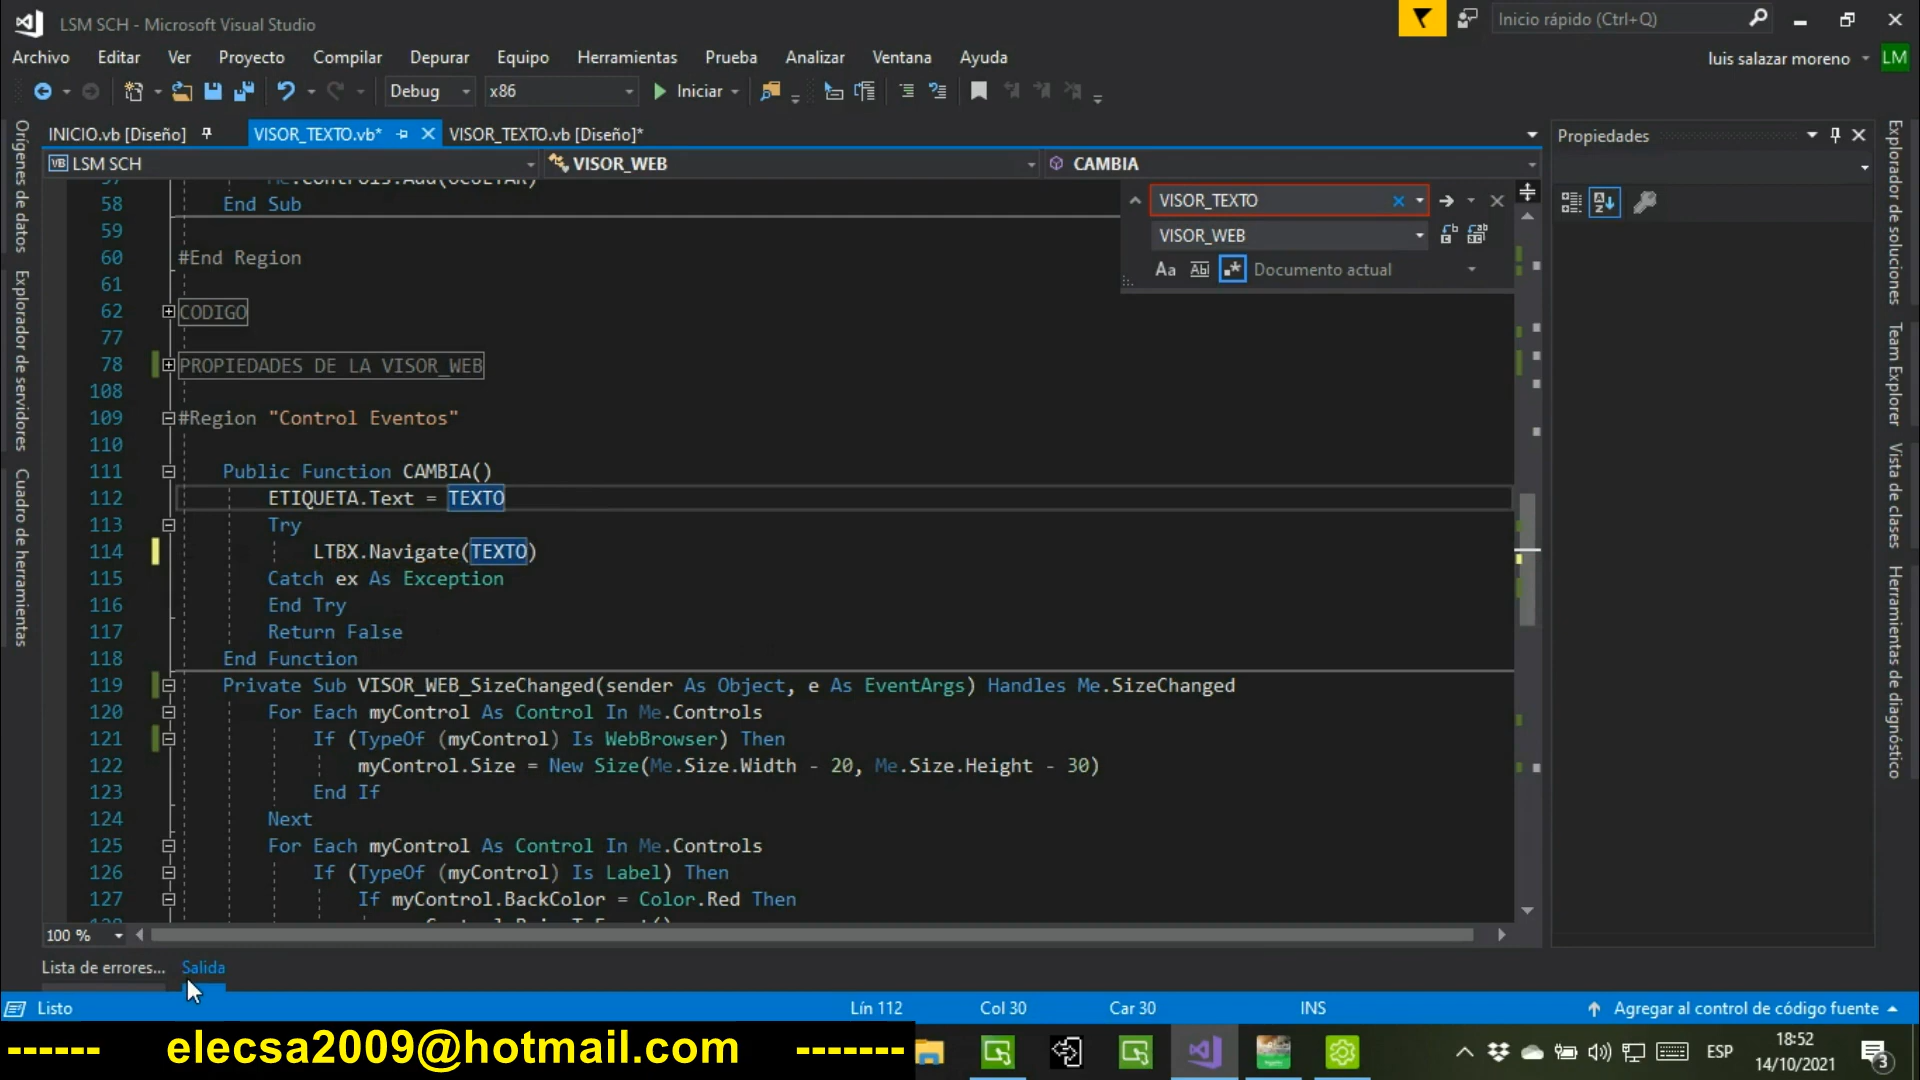 LSM SCH - Microsoft Visual Studio
Inicio rápido (Ctrl+Q)
Archivo Editar Ver Proyecto Compilar Depurar Equipo Herramientas Prueba Analizar Ventana Ayuda
luis salazar moreno LM
Debug x86 Iniciar
INICIO.vb [Diseño] VISOR_TEXTO.vb* VISOR_TEXTO.vb [Diseño]*
Propiedades
LSM SCH VISOR_WEB CAMBIA
VISOR_TEXTO
VISOR_WEB
Aa Documento actual
57 Me.Controls.Add(OCULTAR)
58 End Sub
59
60 #End Region
61
62 CODIGO
77
78 PROPIEDADES DE LA VISOR_WEB
108
109 #Region "Control Eventos"
110
111 Public Function CAMBIA()
112 ETIQUETA.Text = TEXTO
113 Try
114 LTBX.Navigate(TEXTO)
115 Catch ex As Exception
116 End Try
117 Return False
118 End Function
119 Private Sub VISOR_WEB_SizeChanged(sender As Object, e As EventArgs) Handles Me.SizeChanged
120 For Each myControl As Control In Me.Controls
121 If (TypeOf (myControl) Is WebBrowser) Then
122 myControl.Size = New Size(Me.Size.Width - 20, Me.Size.Height - 30)
123 End If
124 Next
125 For Each myControl As Control In Me.Controls
126 If (TypeOf (myControl) Is Label) Then
127 If myControl.BackColor = Color.Red Then
Orígenes de datos
Explorador de servidores
Cuadro de herramientas
Explorador de soluciones
Team Explorer
Vista de clases
Herramientas de diagnóstico
100 %
Lista de errores... Salida
Listo Lín 112 Col 30 Car 30 INS Agregar al control de código fuente
------ elecsa2009@hotmail.com -------
ESP
18:52
14/10/2021
3